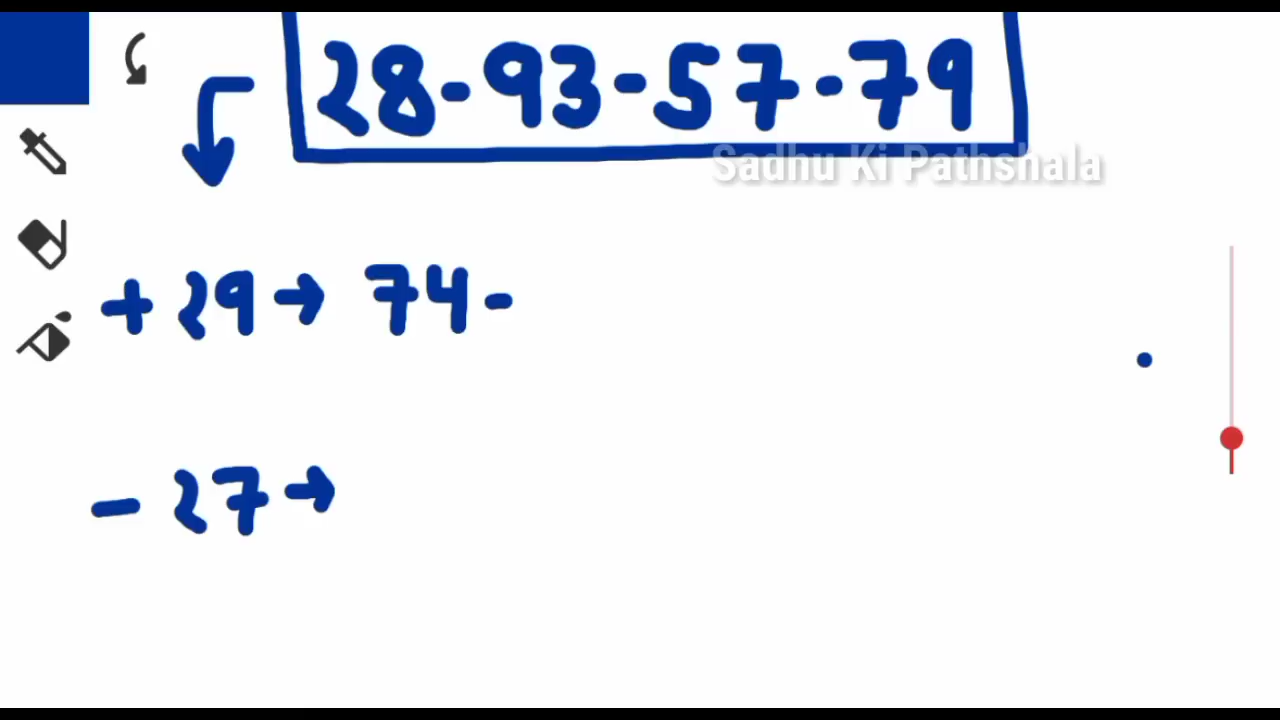 28-93-57-79
Sadhu Ki Pathshala
+ 29 → 74 -
- 27 →